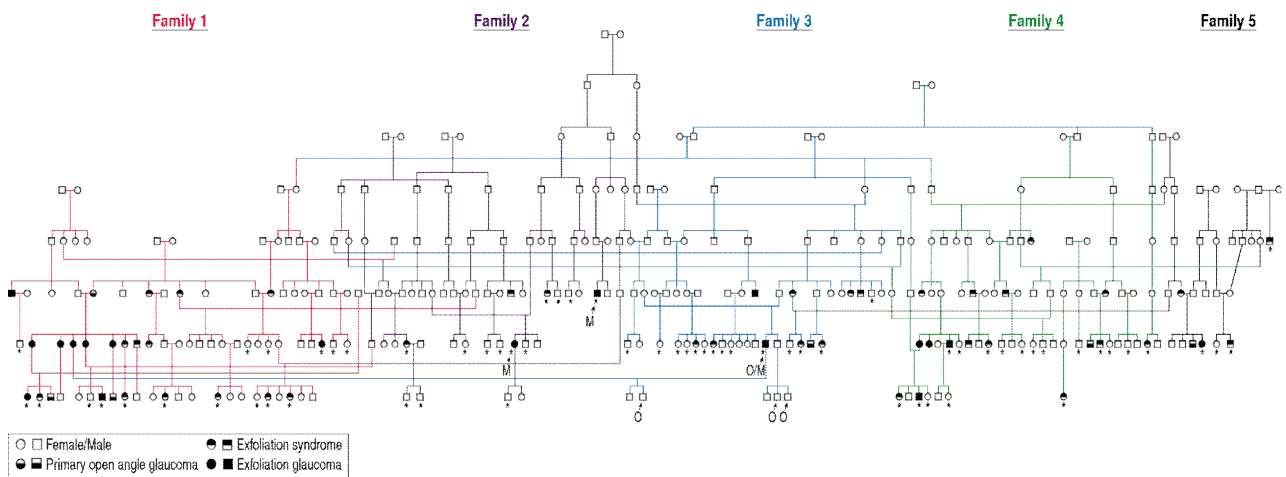 Family 1 Family 2 Family 3 Family 4 Family 5
M
M O/M
Female/Male Exfoliation syndrome
Primary open angle glaucoma Exfoliation glaucoma